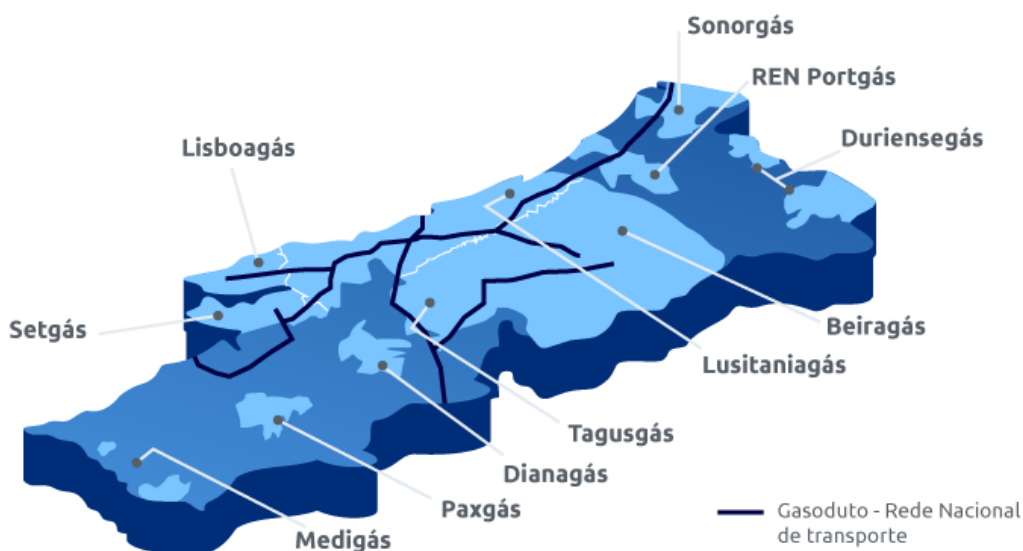 Sonorgás
REN Portgás
Duriensegás
Lisboagás
Setgás
Beiragás
Lusitaniagás
Tagusgás
Dianagás
Paxgás
Medigás
Gasoduto - Rede Nacional
de transporte